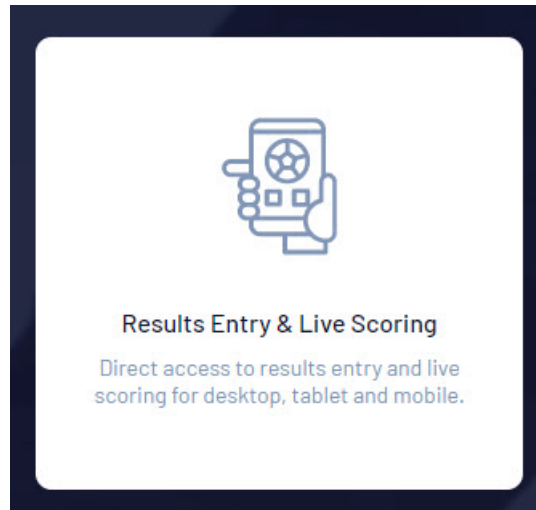 Results Entry & Live Scoring
Direct access to results entry and live
scoring for desktop, tablet and mobile.